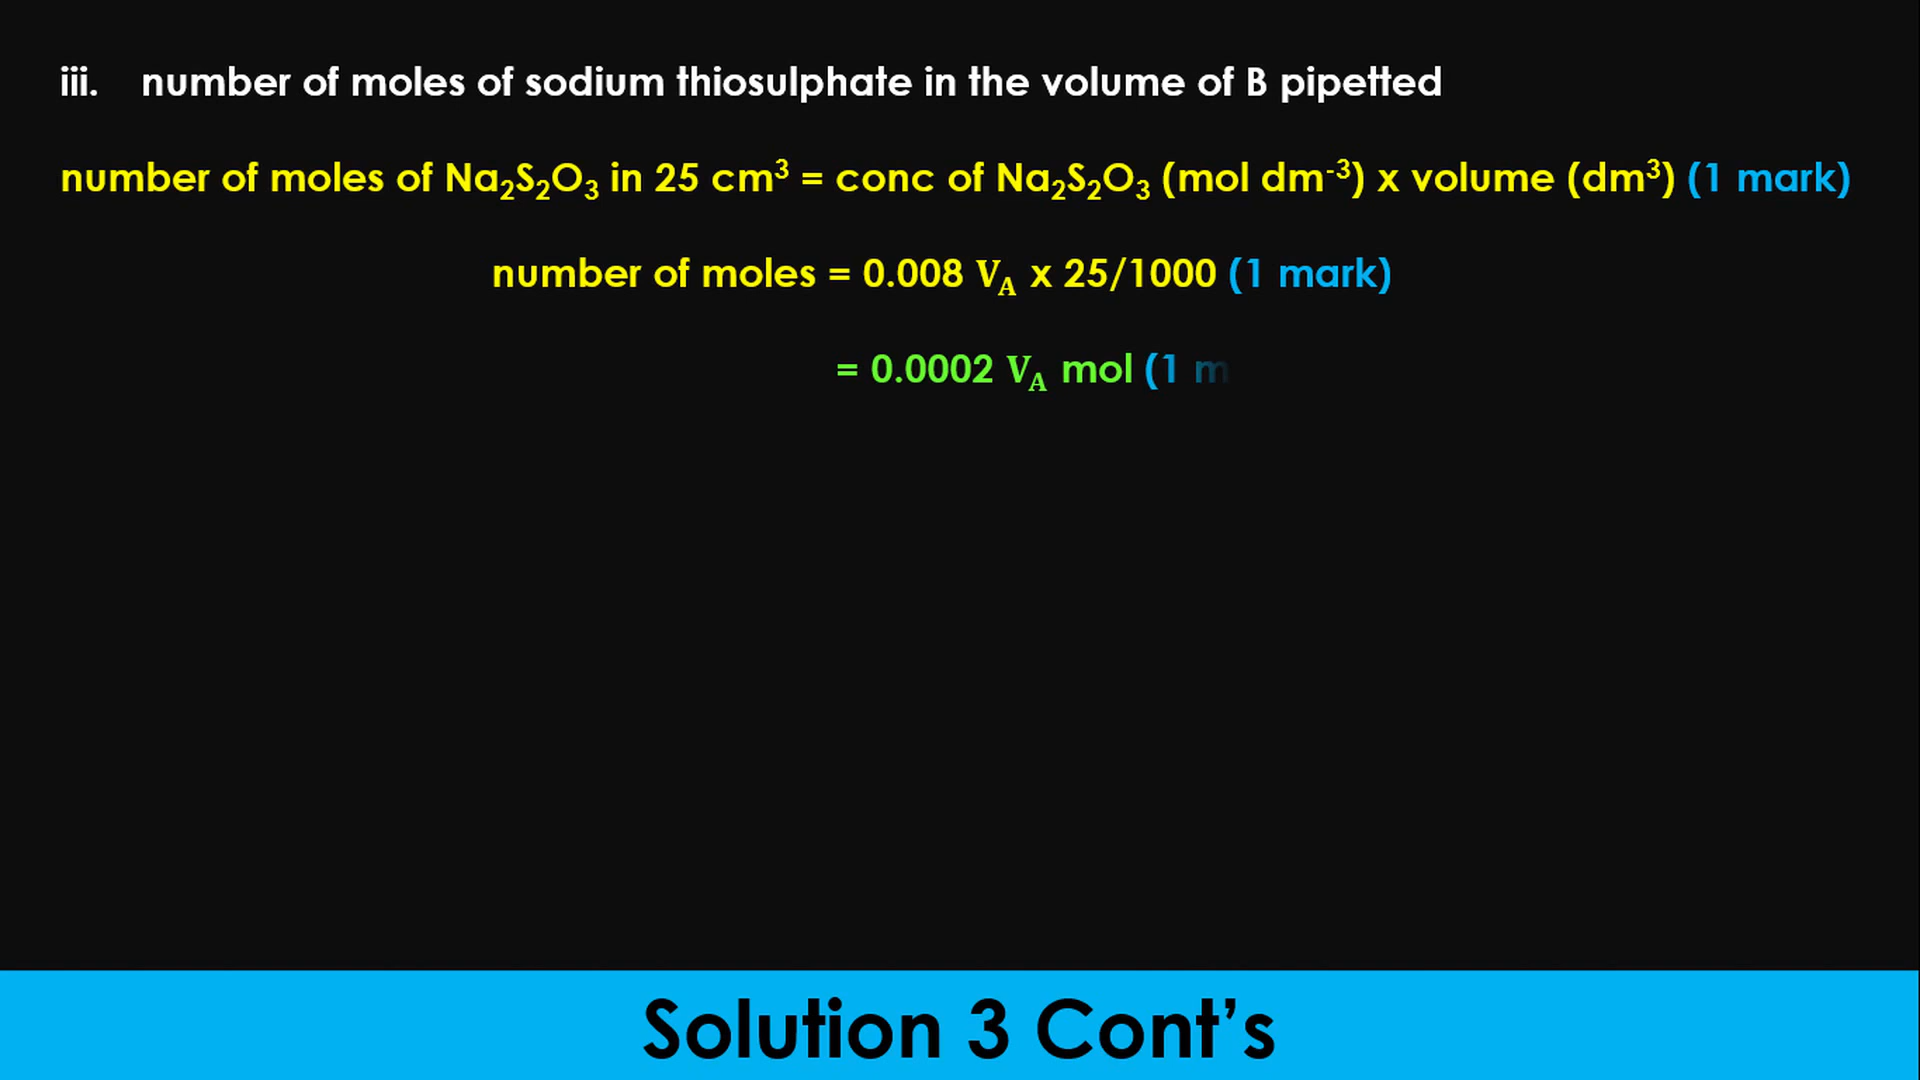 iii. number of moles of sodium thiosulphate in the volume of B pipetted
number of moles of Na₂S₂O₃ in 25 cm³ = conc of Na₂S₂O₃ (mol dm⁻³) x volume (dm³) (1 mark)
number of moles = 0.008 V_A x 25/1000 (1 mark)
= 0.0002 V_A mol (1 m
Solution 3 Cont’s